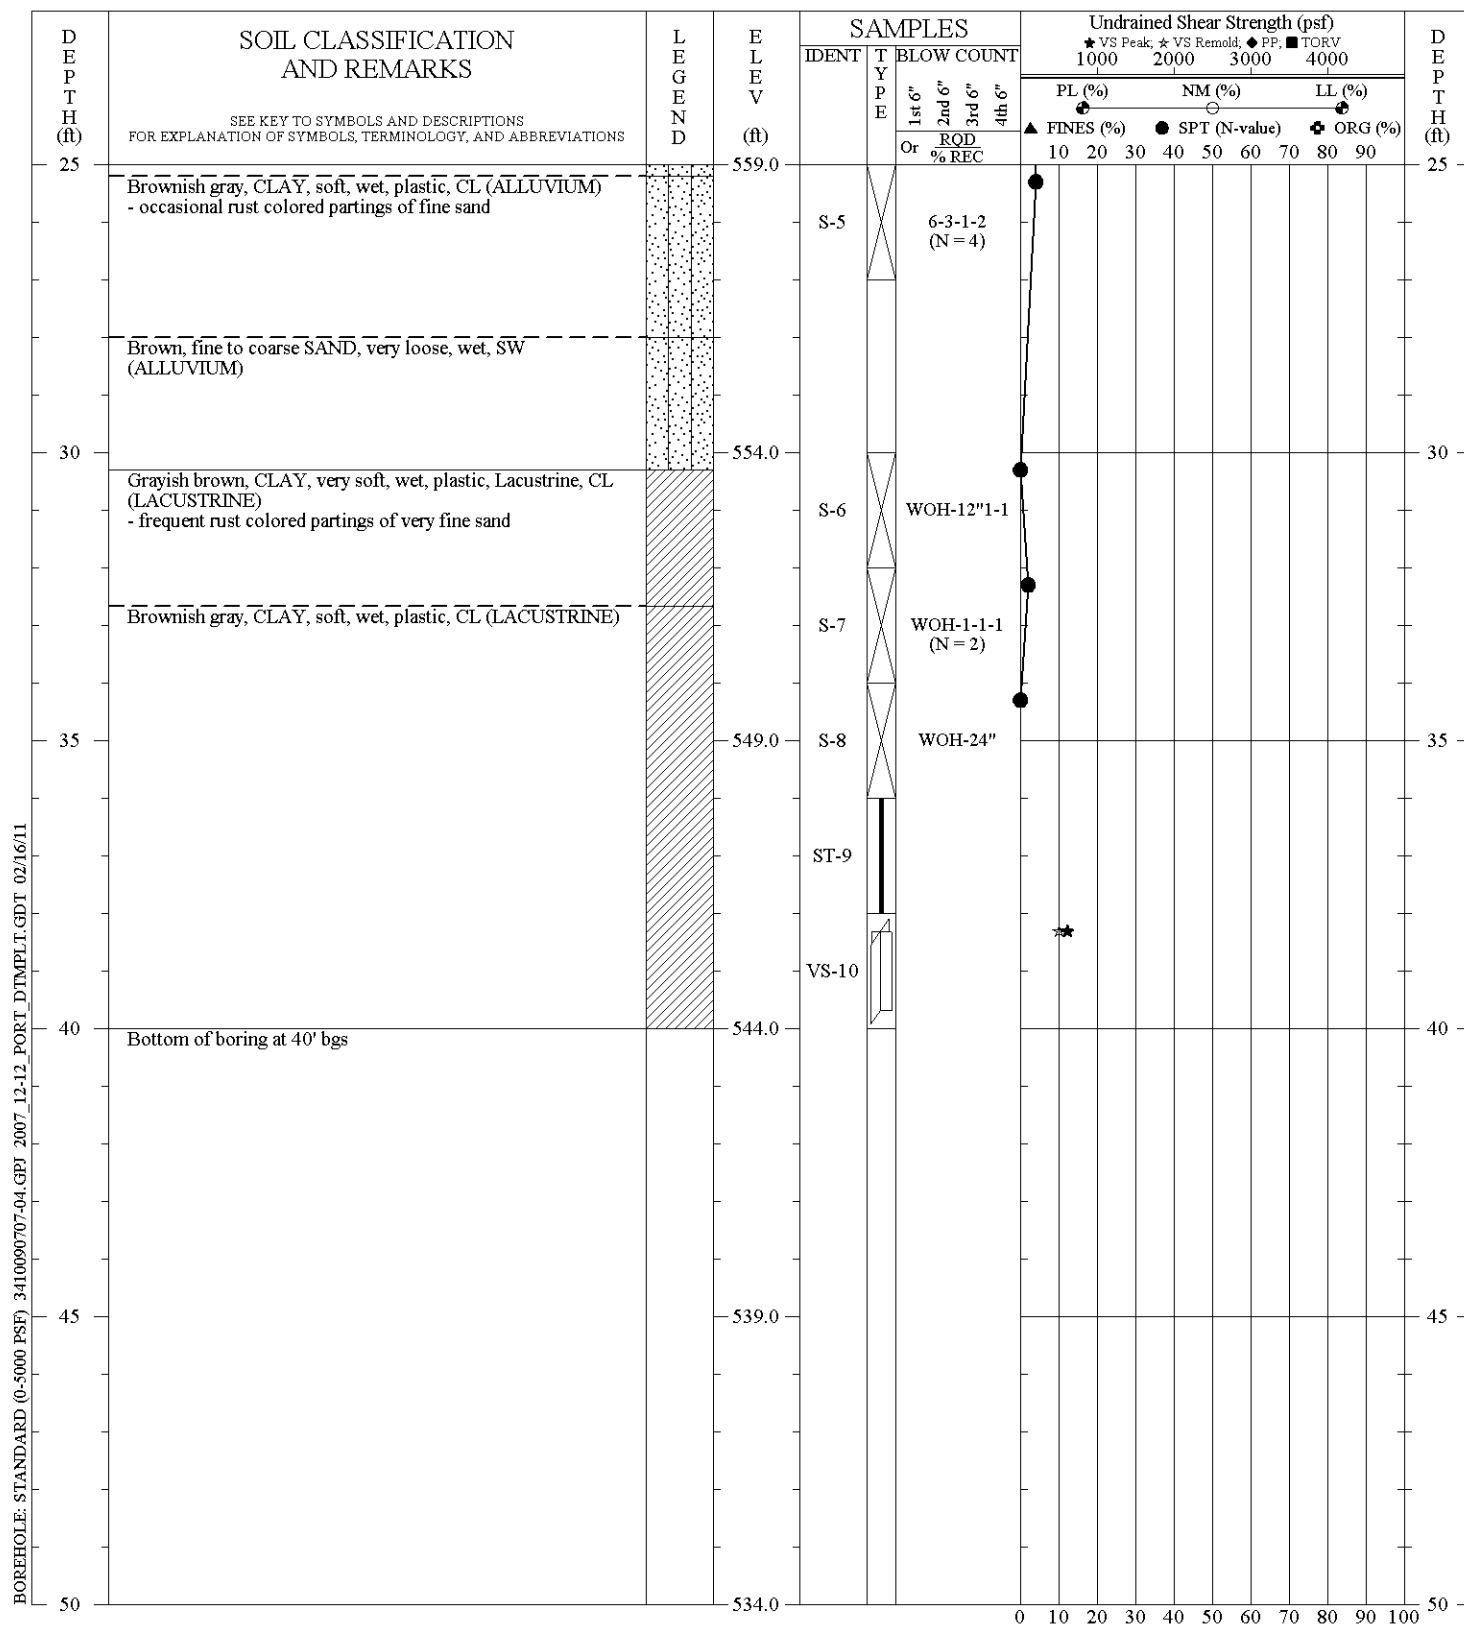 DEPTH
(ft)
SOIL CLASSIFICATION
AND REMARKS
SEE KEY TO SYMBOLS AND DESCRIPTIONS
FOR EXPLANATION OF SYMBOLS, TERMINOLOGY, AND ABBREVIATIONS
LEGEND
ELEV
(ft)
SAMPLES
IDENT
TYPE
BLOW COUNT
1st 6"
2nd 6"
3rd 6"
4th 6"
Or RQD
% REC
Undrained Shear Strength (psf)
★ VS Peak; ☆ VS Remold; ◆ PP; ■ TORV
1000 2000 3000 4000
PL (%) NM (%) LL (%)
▲ FINES (%) ● SPT (N-value) ✚ ORG (%)
10 20 30 40 50 60 70 80 90
DEPTH
(ft)
25 559.0 25
Brownish gray, CLAY, soft, wet, plastic, CL (ALLUVIUM)
- occasional rust colored partings of fine sand
S-5 6-3-1-2
(N = 4)
Brown, fine to coarse SAND, very loose, wet, SW
(ALLUVIUM)
30 554.0 30
Grayish brown, CLAY, very soft, wet, plastic, Lacustrine, CL
(LACUSTRINE)
- frequent rust colored partings of very fine sand
S-6 WOH-12"1-1
Brownish gray, CLAY, soft, wet, plastic, CL (LACUSTRINE)
S-7 WOH-1-1-1
(N = 2)
35 549.0 S-8 WOH-24" 35
ST-9
VS-10
40 544.0 40
Bottom of boring at 40' bgs
45 539.0 45
50 534.0 50
0 10 20 30 40 50 60 70 80 90 100
BOREHOLE: STANDARD (0-5000 PSF) 3410090707-04.GPJ 2007_12-12_PORT_DTMPLT.GDT 02/16/11